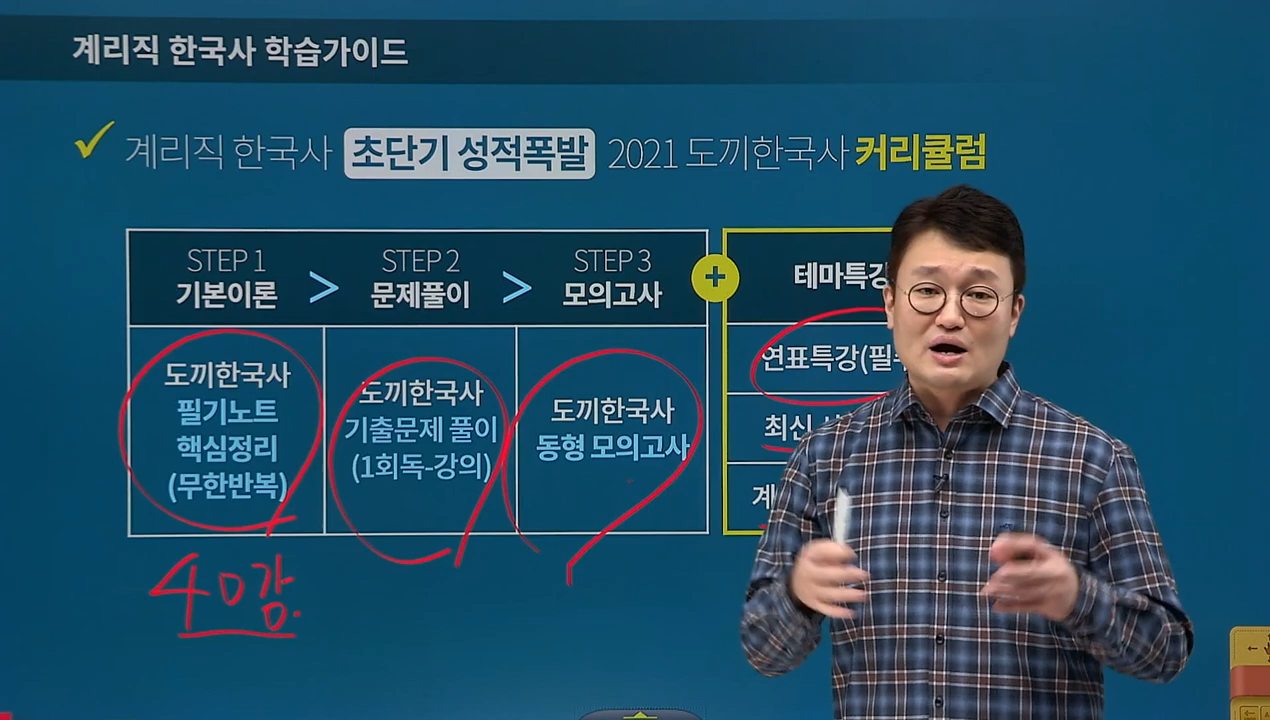 계리직 한국사 학습가이드
계리직 한국사 초단기 성적폭발 2021 도끼한국사 커리큘럼
STEP 1
기본이론
>
STEP 2
문제풀이
>
STEP 3
모의고사
+
테마특강
도끼한국사
필기노트
핵심정리
(무한반복)
도끼한국사
기출문제 풀이
(1회독-강의)
도끼한국사
동형 모의고사
연표특강(필
최신
계
40강.